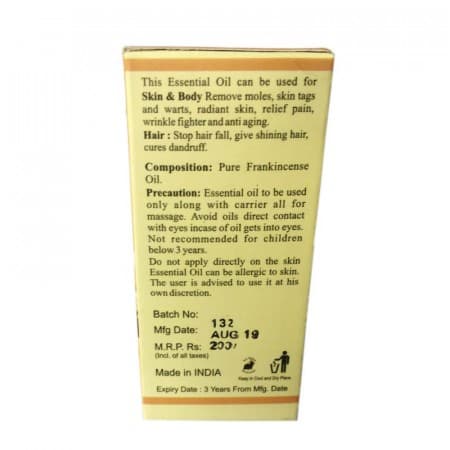 This Essential Oil can be used for
Skin & Body Remove moles, skin tags
and warts, radiant skin, relief pain,
wrinkle fighter and anti aging.
Hair : Stop hair fall, give shining hair,
cures dandruff.
Composition: Pure Frankincense
Oil.
Precaution: Essential oil to be used
only along with carrier all for
massage. Avoid oils direct contact
with eyes incase of oil gets into eyes.
Not recommended for children
below 3 years.
Do not apply directly on the skin
Essential Oil can be allergic to skin.
The user is advised to use it at his
own discretion.
Batch No: 132
Mfg Date: AUG 19
M.R.P. Rs:
(Incl. of all taxes)
Made in INDIA
Keep in Cool and Dry Place
Expiry Date : 3 Years From Mfg. Date